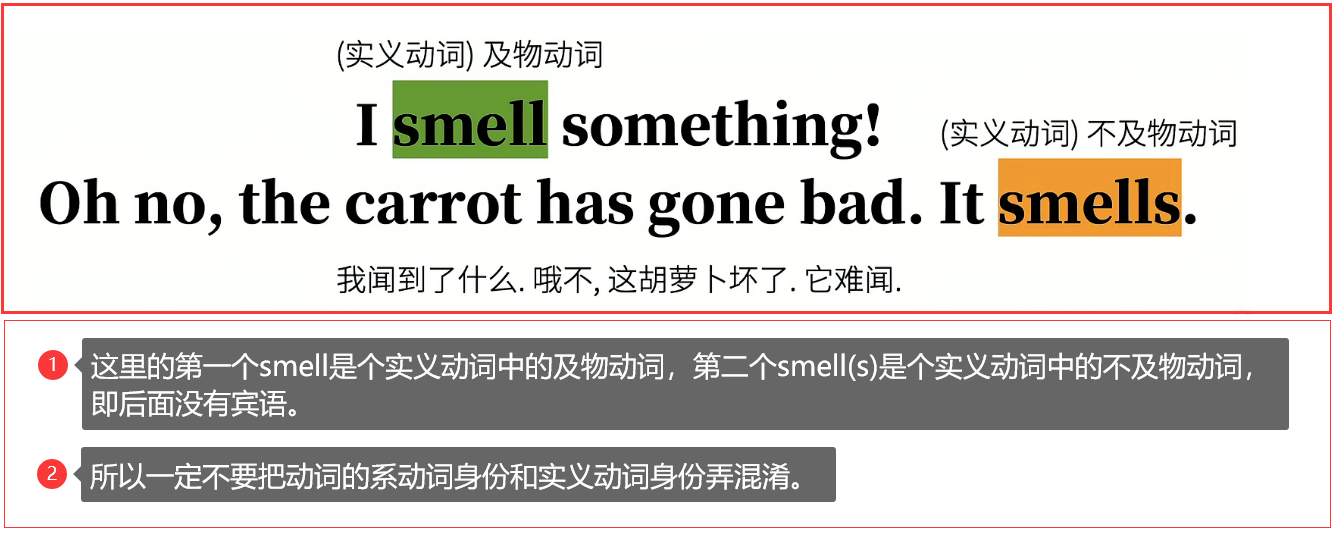 (实义动词) 及物动词
I smell something!
(实义动词) 不及物动词
Oh no, the carrot has gone bad. It smells.
我闻到了什么. 哦不, 这胡萝卜坏了. 它难闻.
1 这里的第一个smell是个实义动词中的及物动词，第二个smell(s)是个实义动词中的不及物动词，
即后面没有宾语。
2 所以一定不要把动词的系动词身份和实义动词身份弄混淆。